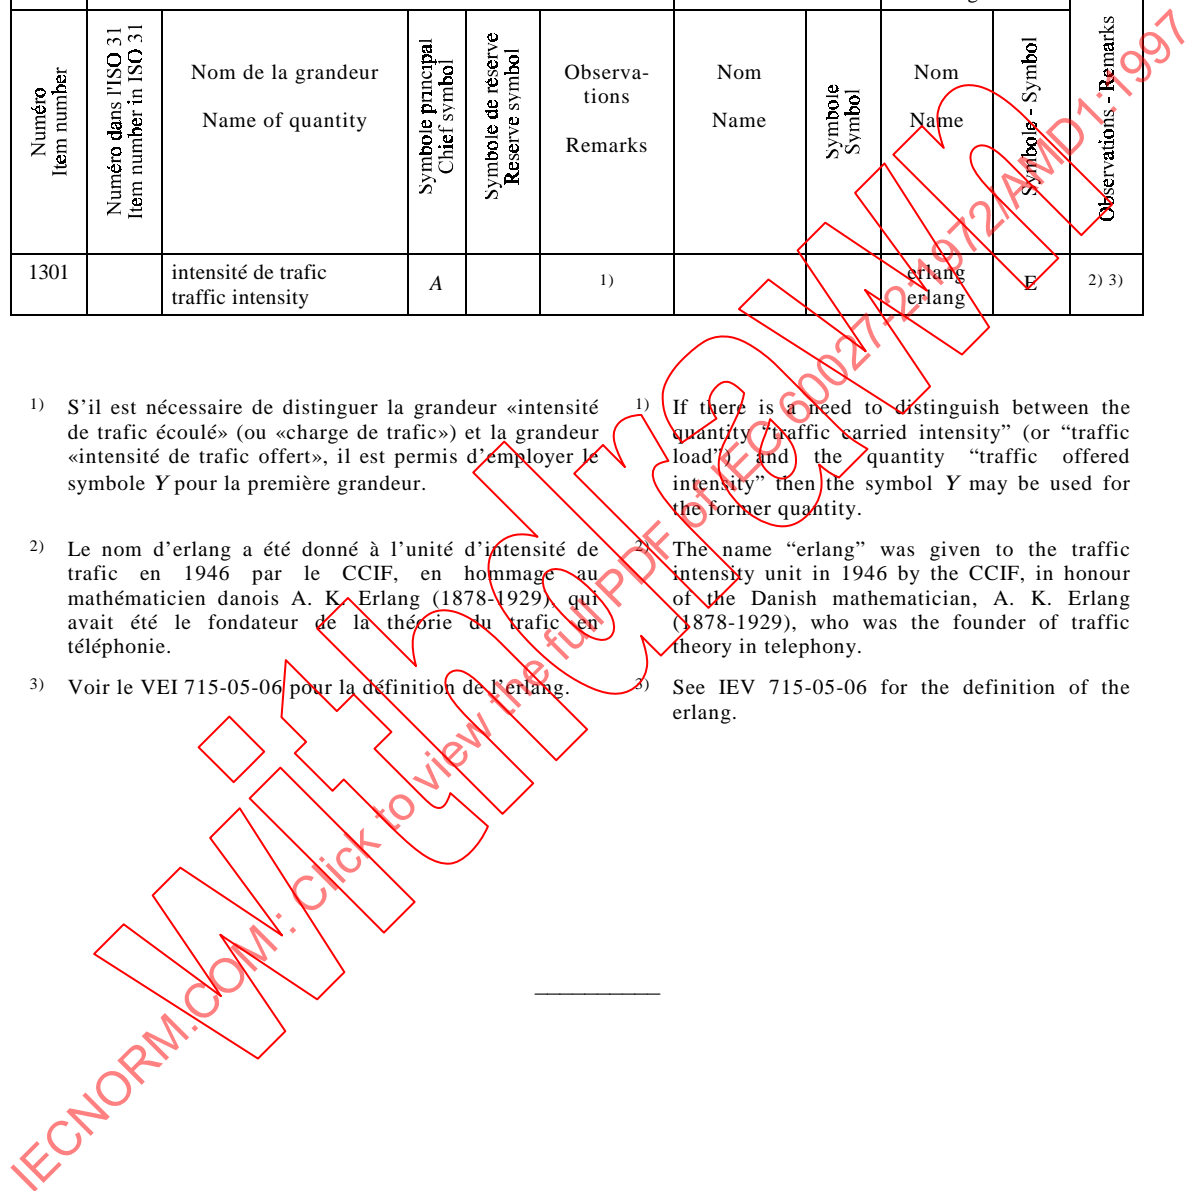 Numéro
Item number
Numéro dans l'ISO 31
Item number in ISO 31
Nom de la grandeur
Name of quantity
Symbole principal
Chief symbol
Symbole de réserve
Reserve symbol
Observa-
tions
Remarks
Nom
Name
Symbole
Symbol
Nom
Name
Symbole - Symbol
Observations - Remarks
1301
intensité de trafic
traffic intensity
A
1)
erlang
erlang
E
2) 3)
1) S’il est nécessaire de distinguer la grandeur «intensité
de trafic écoulé» (ou «charge de trafic») et la grandeur
«intensité de trafic offert», il est permis d’employer le
symbole Y pour la première grandeur.
2) Le nom d’erlang a été donné à l’unité d’intensité de
trafic en 1946 par le CCIF, en hommage au
mathématicien danois A. K. Erlang (1878-1929), qui
avait été le fondateur de la théorie du trafic en
téléphonie.
3) Voir le VEI 715-05-06 pour la définition de l’erlang.
1) If there is a need to distinguish between the
quantity “traffic carried intensity” (or “traffic
load”) and the quantity “traffic offered
intensity” then the symbol Y may be used for
the former quantity.
2) The name “erlang” was given to the traffic
intensity unit in 1946 by the CCIF, in honour
of the Danish mathematician, A. K. Erlang
(1878-1929), who was the founder of traffic
theory in telephony.
3) See IEV 715-05-06 for the definition of the
erlang.
withdrawn
IECNORM.COM : Click to view the full PDF of IEC 60027-2:1972/AMD1:1997